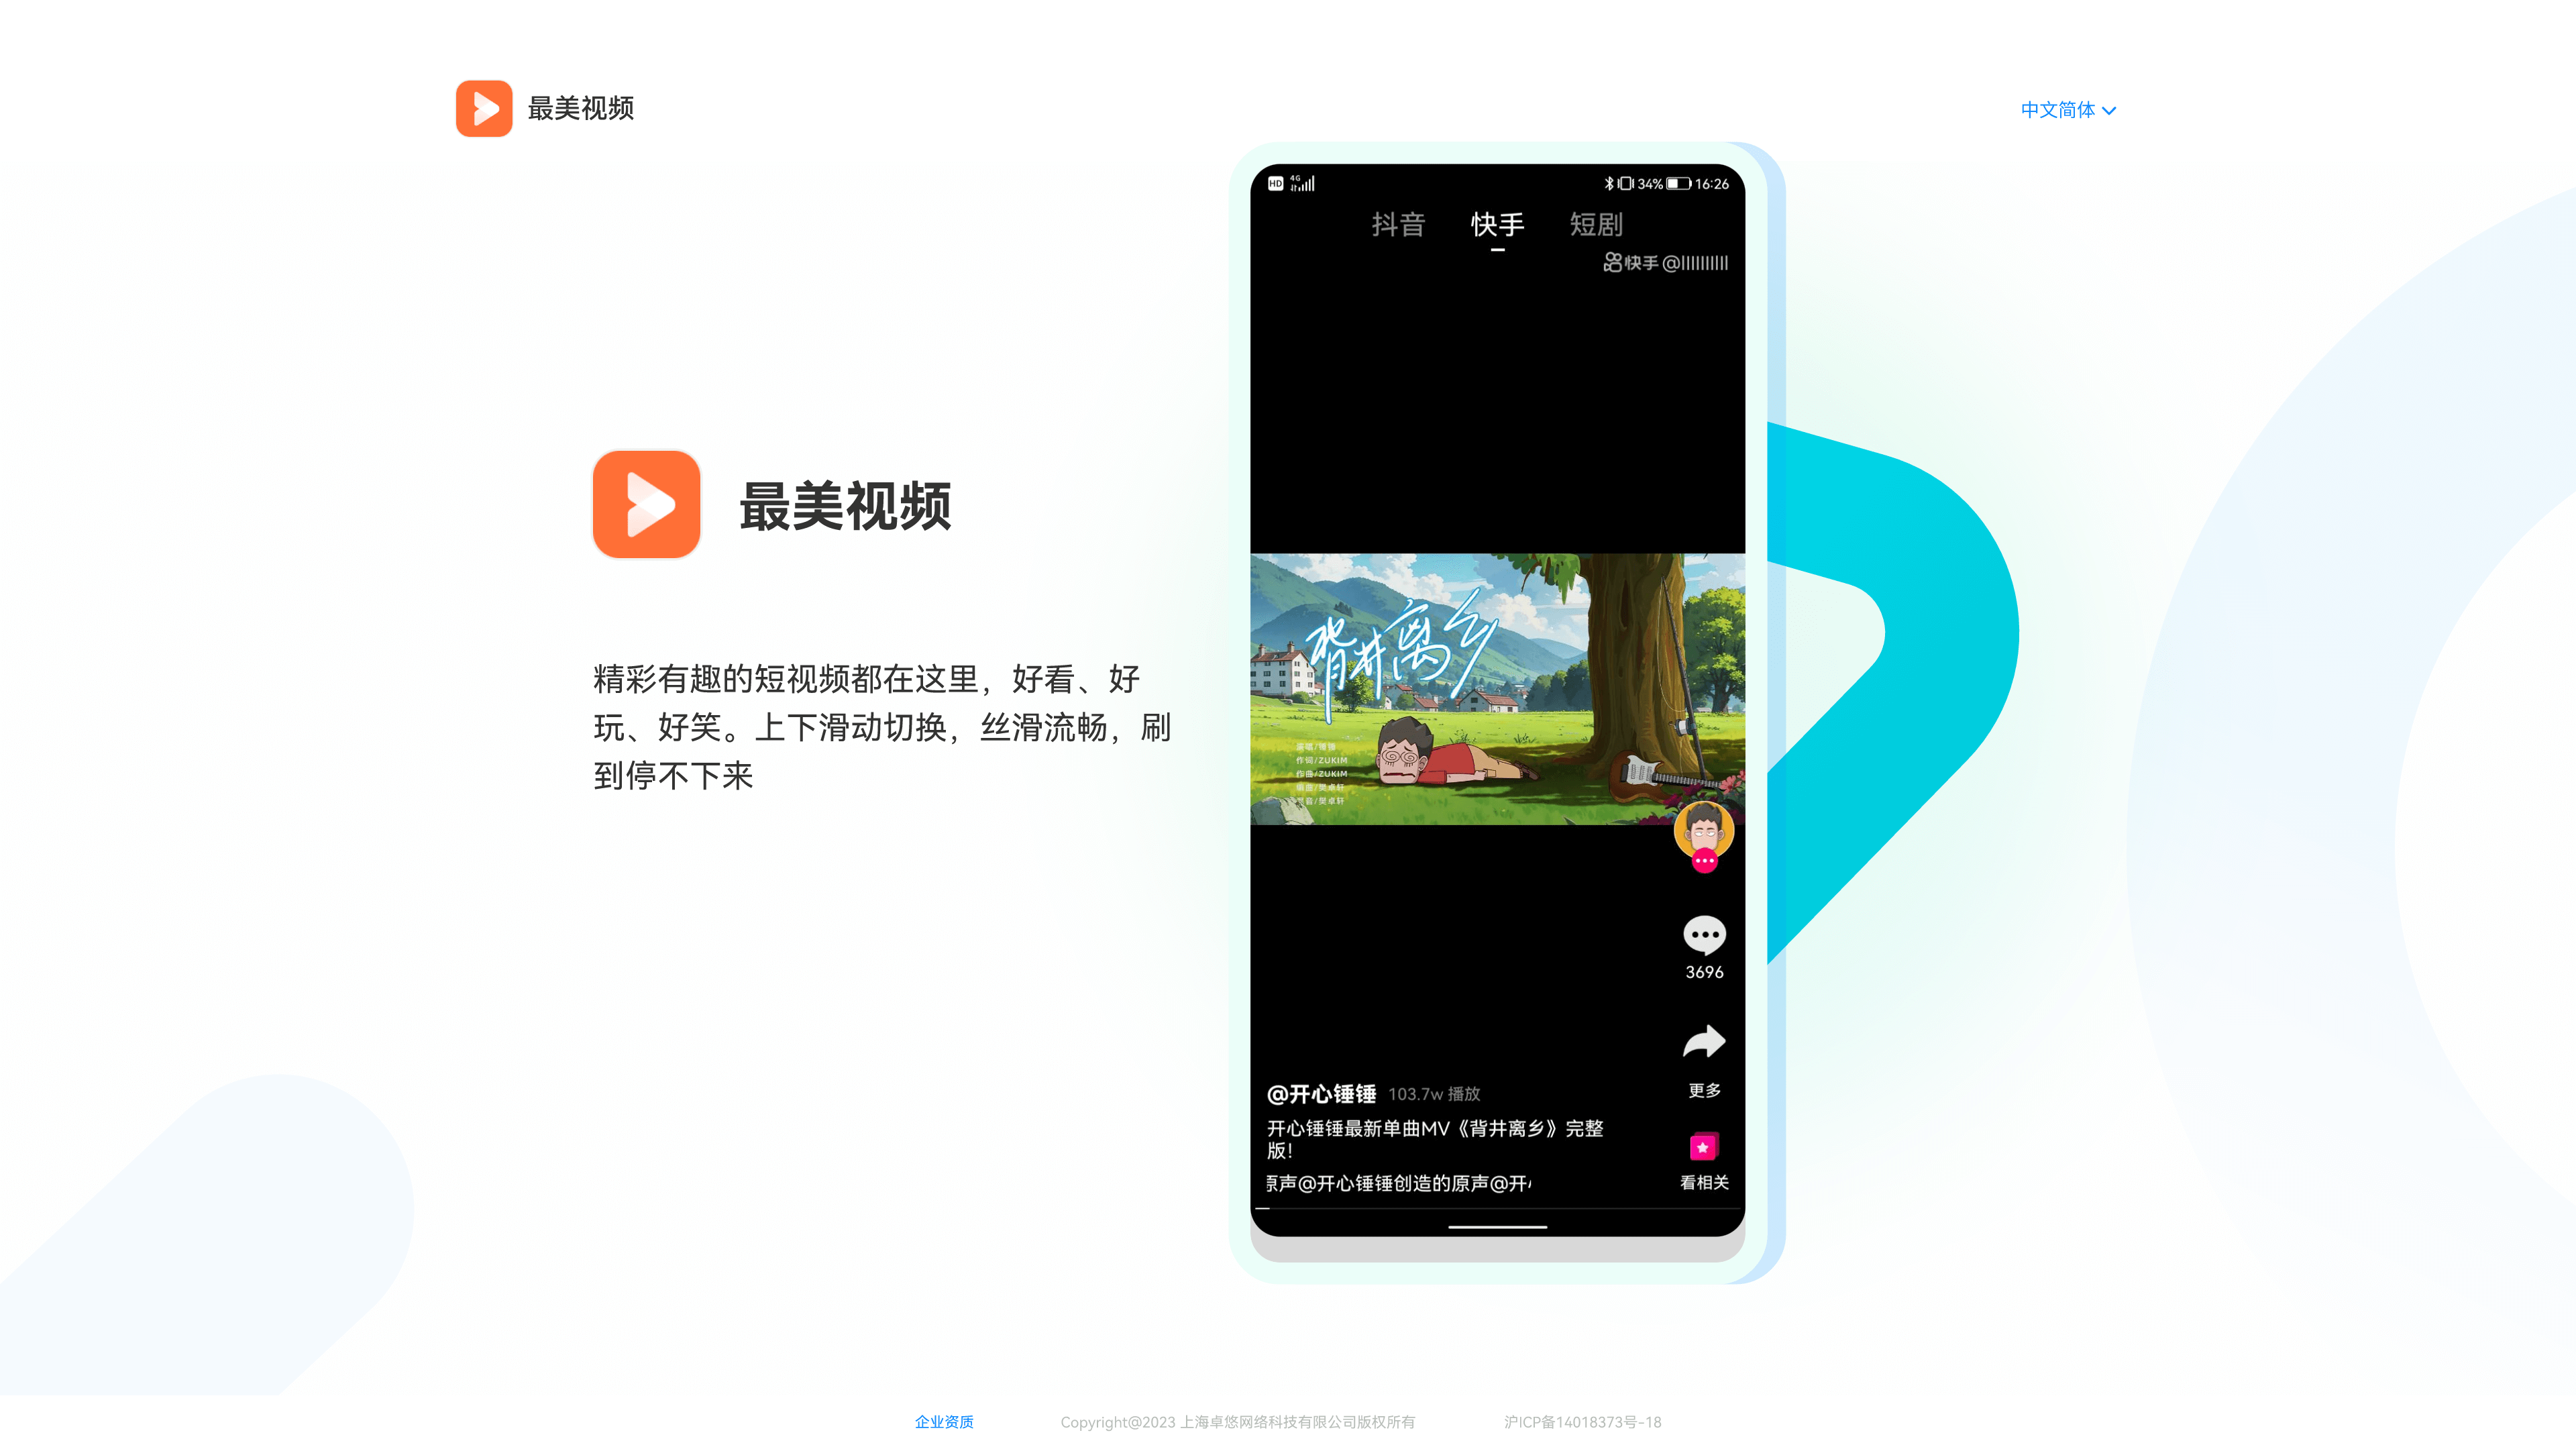 最美视频
中文简体
HD 4G 34% 16:26
抖音 快手 短剧
快手 @lllllllll
最美视频
精彩有趣的短视频都在这里，好看、好
玩、好笑。上下滑动切换，丝滑流畅，刷
到停不下来
背井离乡
作词/ZUKIM
作曲/ZUKIM
编曲/樊卓轩
3696
更多
@开心锤锤 103.7w 播放
开心锤锤最新单曲MV《背井离乡》完整
版！
原声@开心锤锤创造的原声@开
看相关
企业资质 Copyright@2023 上海卓悠网络科技有限公司版权所有 沪ICP备14018373号-18